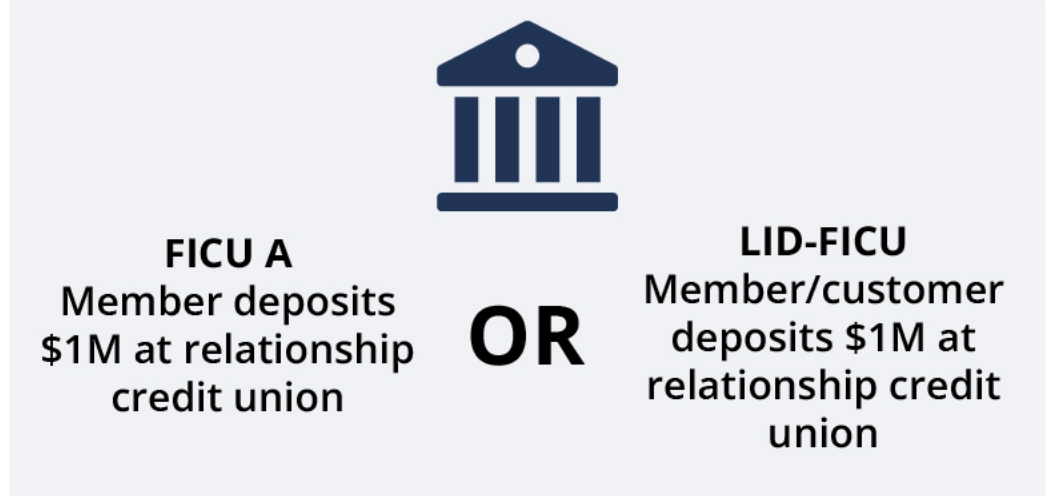 FICU A
Member deposits
$1M at relationship
credit union
OR
LID-FICU
Member/customer
deposits $1M at
relationship credit
union